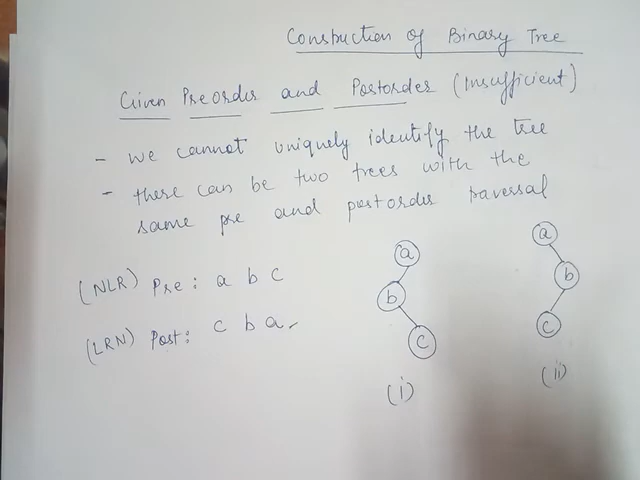 Construction of Binary Tree
Given Preorder and Postorder (Insufficient)
- we cannot uniquely identify the tree
- there can be two trees with the
same pre and postorder traversal
(NLR) Pre: a b c
(LRN) Post: c b a
a
b
c
(i)
a
b
c
(ii)